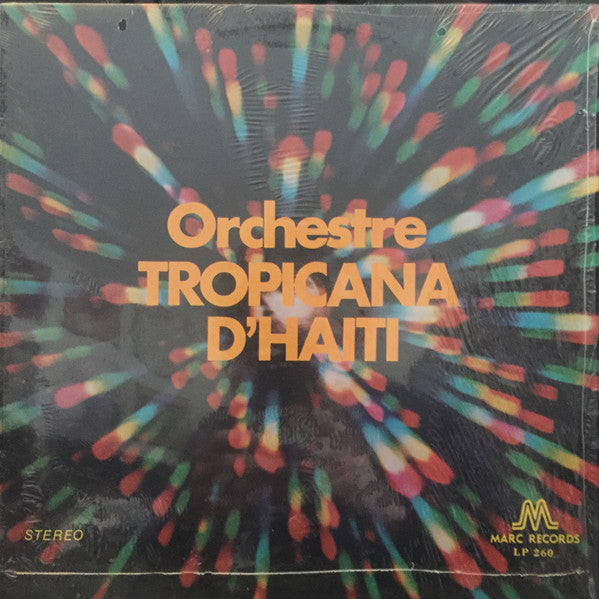 Orchestre
TROPICANA
D'HAITI
STEREO
MARC RECORDS
LP 260